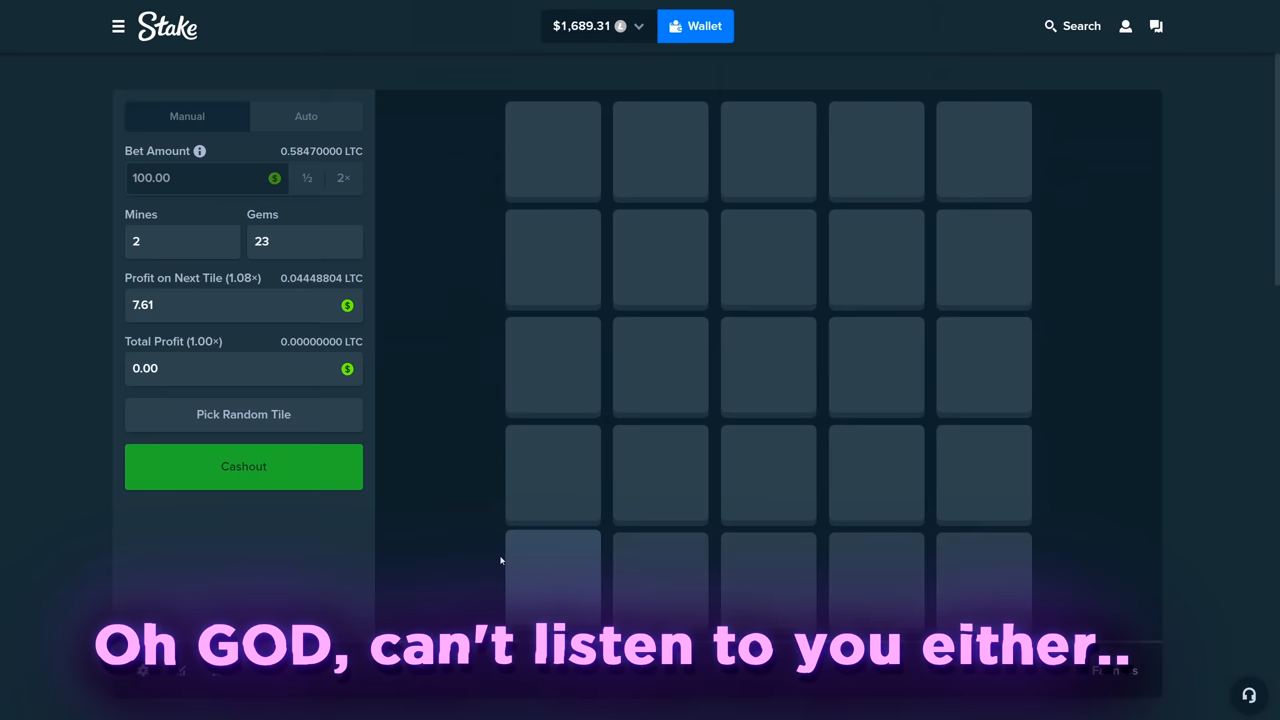 Stake
$1,689.31
Wallet
Search
Manual
Auto
Bet Amount
0.58470000 LTC
100.00
½
2×
Mines
Gems
2
23
Profit on Next Tile (1.08×)
0.04448804 LTC
7.61
Total Profit (1.00×)
0.00000000 LTC
0.00
Pick Random Tile
Cashout
Oh GOD, can't listen to you either..